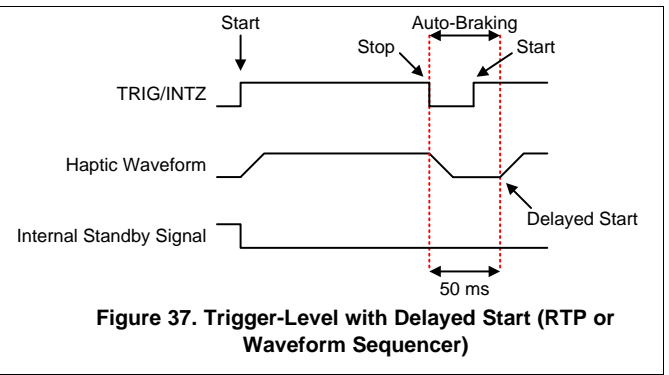 Start
Auto-Braking
Stop
Start
TRIG/INTZ
Haptic Waveform
Delayed Start
Internal Standby Signal
50 ms
Figure 37. Trigger-Level with Delayed Start (RTP or
Waveform Sequencer)